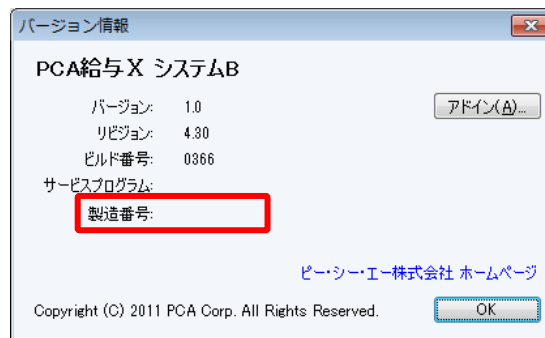 バージョン情報
PCA給与X システムB
バージョン: 1.0
アドイン(A)...
リビジョン: 4.30
ビルド番号: 0366
サービスプログラム:
製造番号:
ピー・シー・エー株式会社 ホームページ
Copyright (C) 2011 PCA Corp. All Rights Reserved.
OK